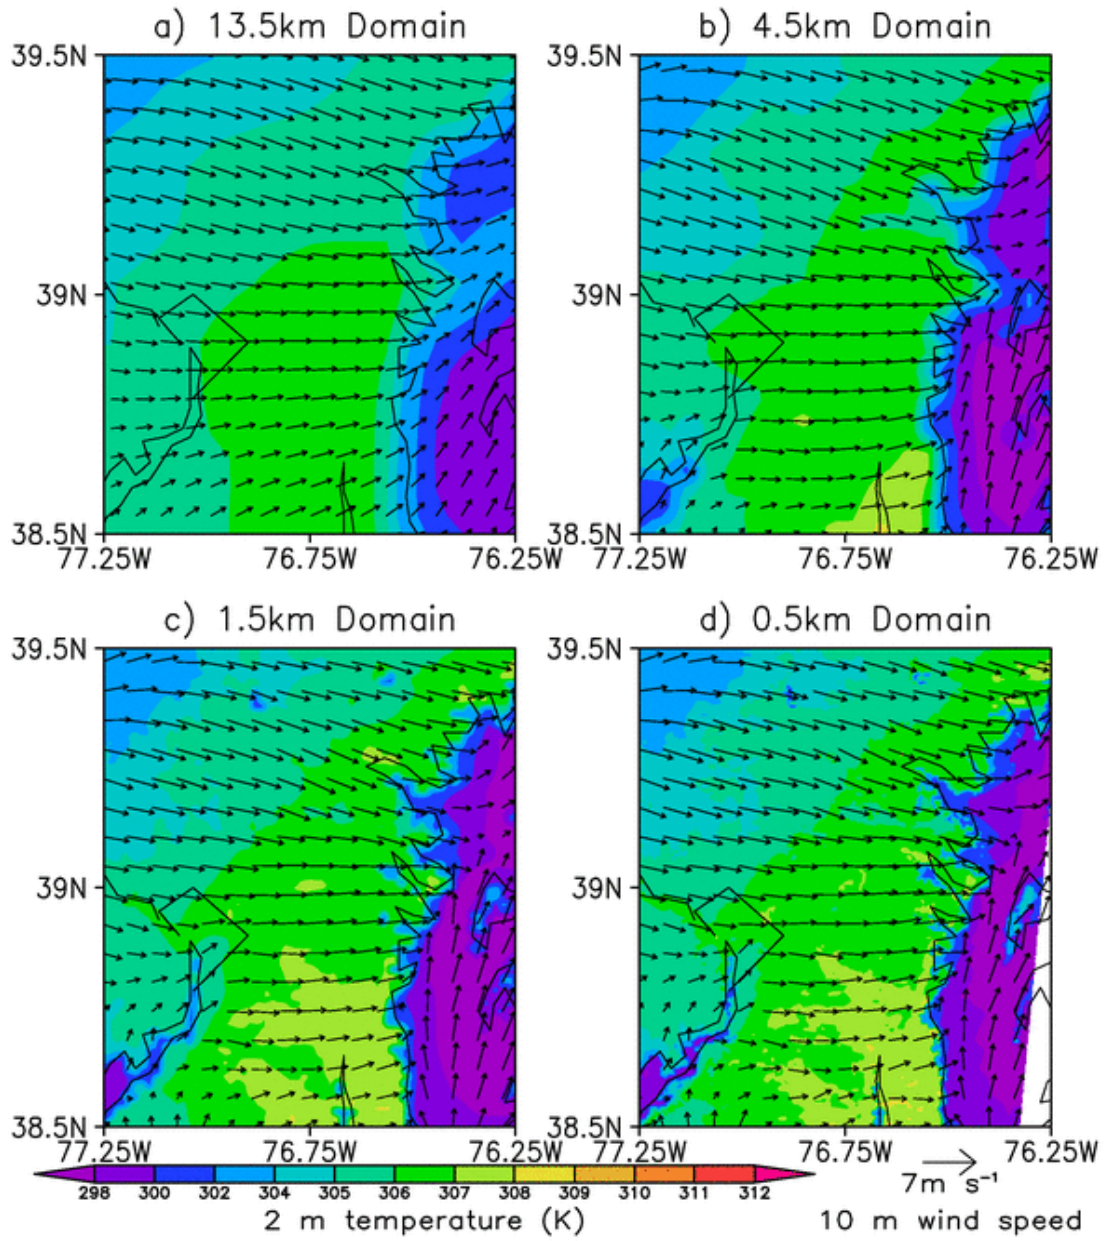 a) 13.5km Domain
b) 4.5km Domain
39.5N
39N
38.5N
77.25W 76.75W 76.25W
39.5N
39N
38.5N
77.25W 76.75W 76.25W
c) 1.5km Domain
d) 0.5km Domain
39.5N
39N
38.5N
77.25W 76.75W 76.25W
39.5N
39N
38.5N
77.25W 76.75W 76.25W
298 300 302 304 305 306 307 308 309 310 311 312
2 m temperature (K)
7m s⁻¹
10 m wind speed